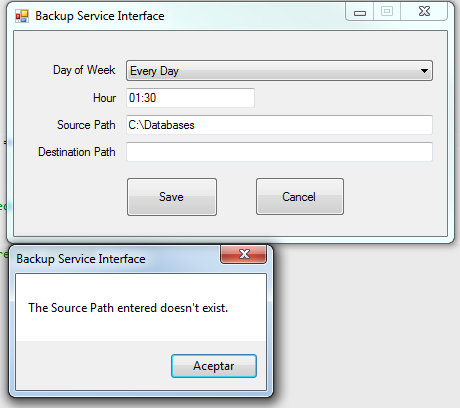 Backup Service Interface
Day of Week Every Day
Hour 01:30
Source Path C:\Databases
Destination Path
Save Cancel
Backup Service Interface
The Source Path entered doesn't exist.
Aceptar